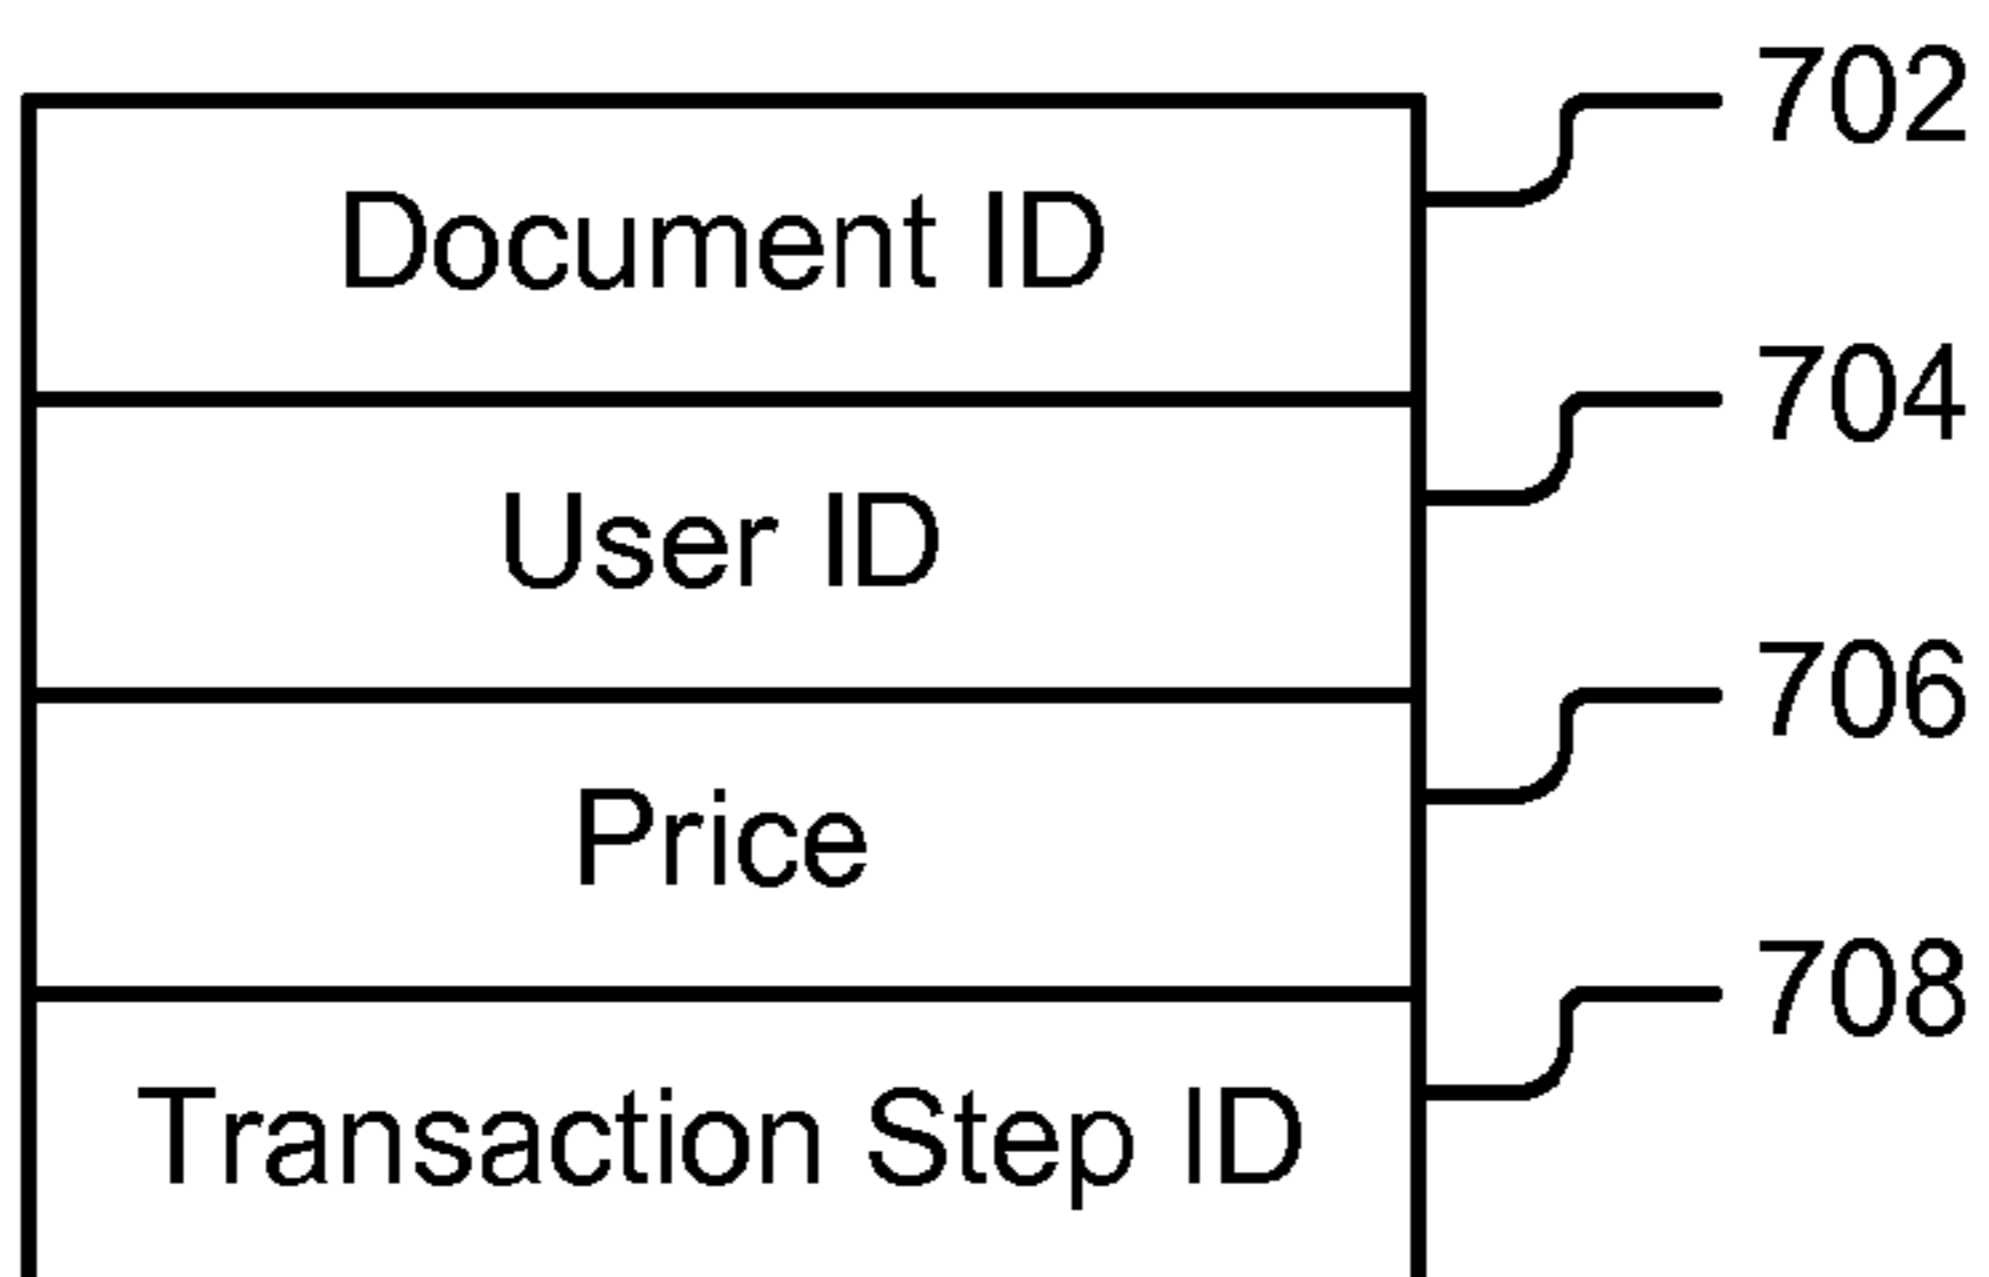 702
Document ID
704
User ID
706
Price
708
Transaction Step ID